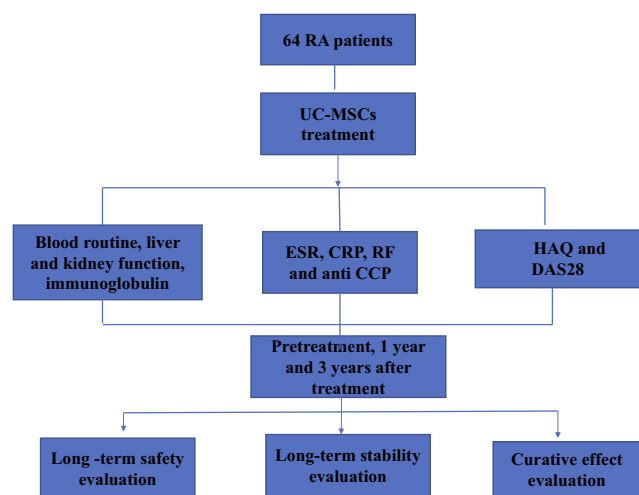 64 RA patients
UC-MSCs
treatment
Blood routine, liver
and kidney function,
immunoglobulin
ESR, CRP, RF
and anti CCP
HAQ and
DAS28
Pretreatment, 1 year
and 3 years after
treatment
Long -term safety
evaluation
Long-term stability
evaluation
Curative effect
evaluation